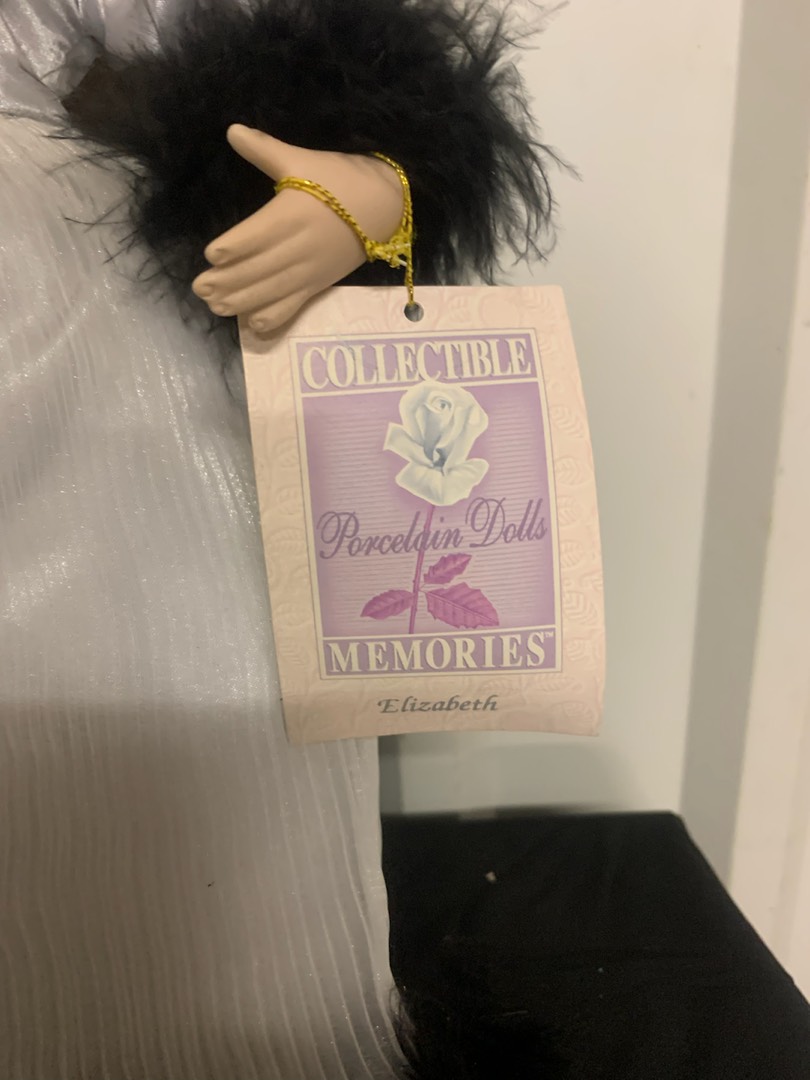 COLLECTIBLE
Porcelain Dolls
MEMORIES™
Elizabeth